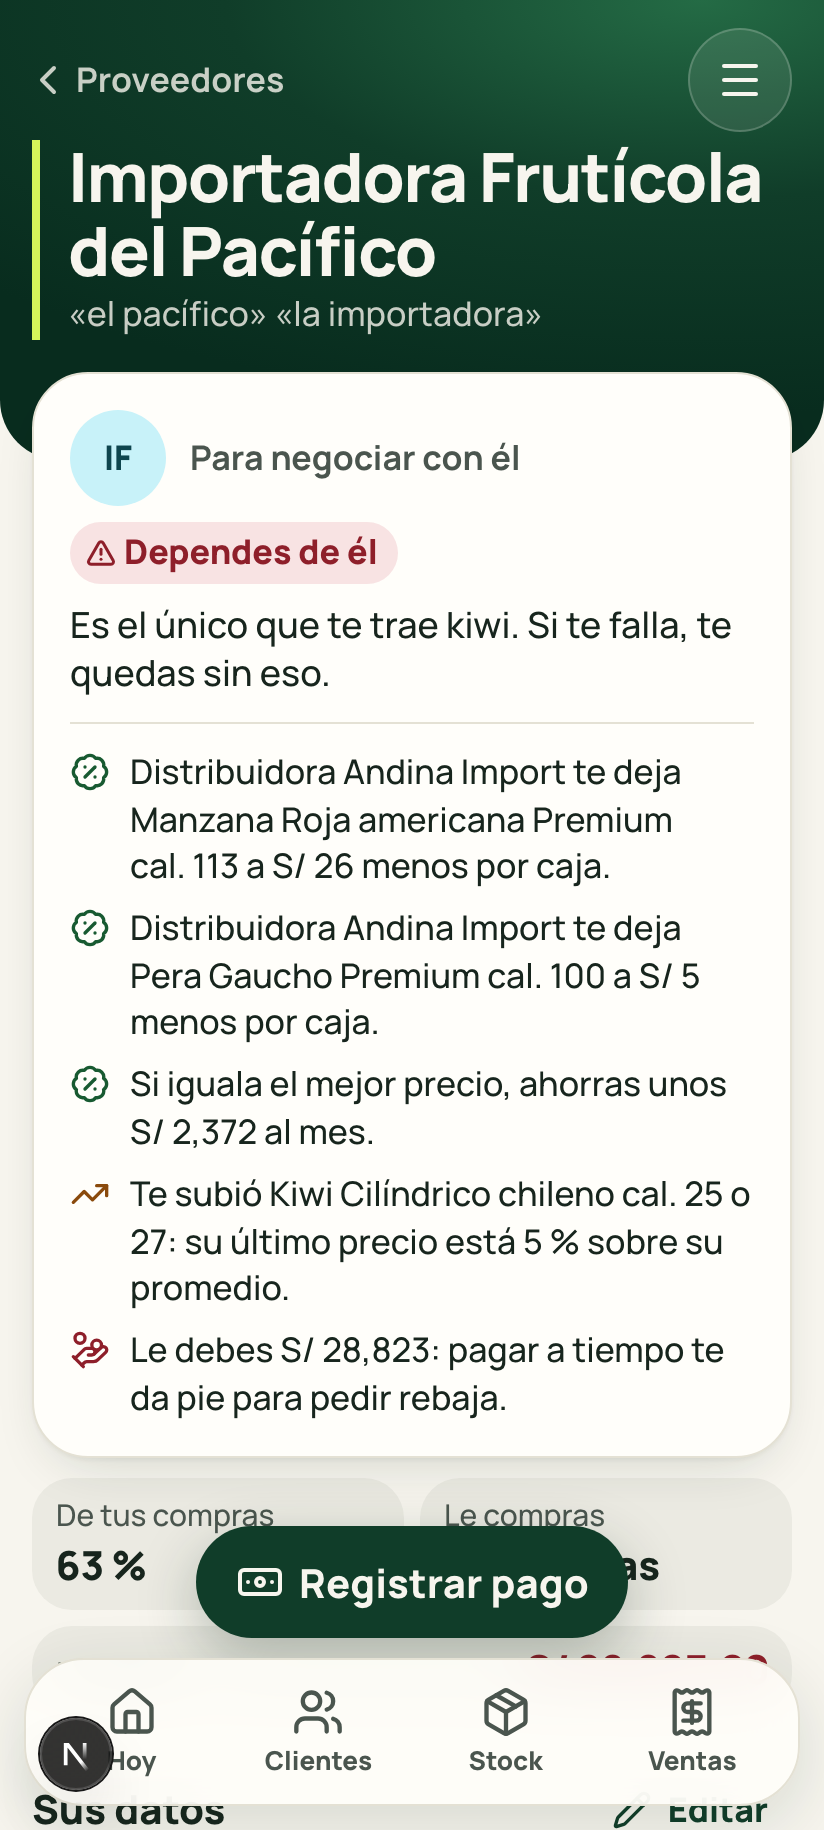 Proveedores
Importadora Frutícola
del Pacífico
«el pacífico» «la importadora»
IF
Para negociar con él
Dependes de él
Es el único que te trae kiwi. Si te falla, te
quedas sin eso.
Distribuidora Andina Import te deja
Manzana Roja americana Premium
cal. 113 a S/ 26 menos por caja.
Distribuidora Andina Import te deja
Pera Gaucho Premium cal. 100 a S/ 5
menos por caja.
Si iguala el mejor precio, ahorras unos
S/ 2,372 al mes.
Te subió Kiwi Cilíndrico chileno cal. 25 o
27: su último precio está 5 % sobre su
promedio.
Le debes S/ 28,823: pagar a tiempo te
da pie para pedir rebaja.
De tus compras
Le compras
63 %
as
Registrar pago
N
Hoy
Clientes
Stock
Ventas
Sus datos
Editar